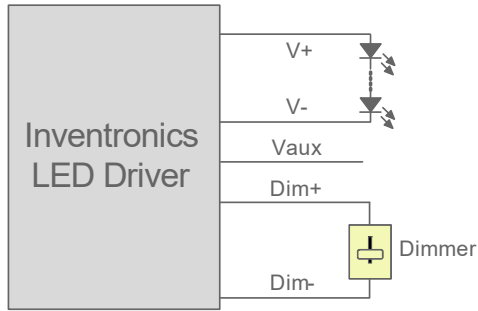 Inventronics
LED Driver
V+
V-
Vaux
Dim+
Dimmer
Dim-